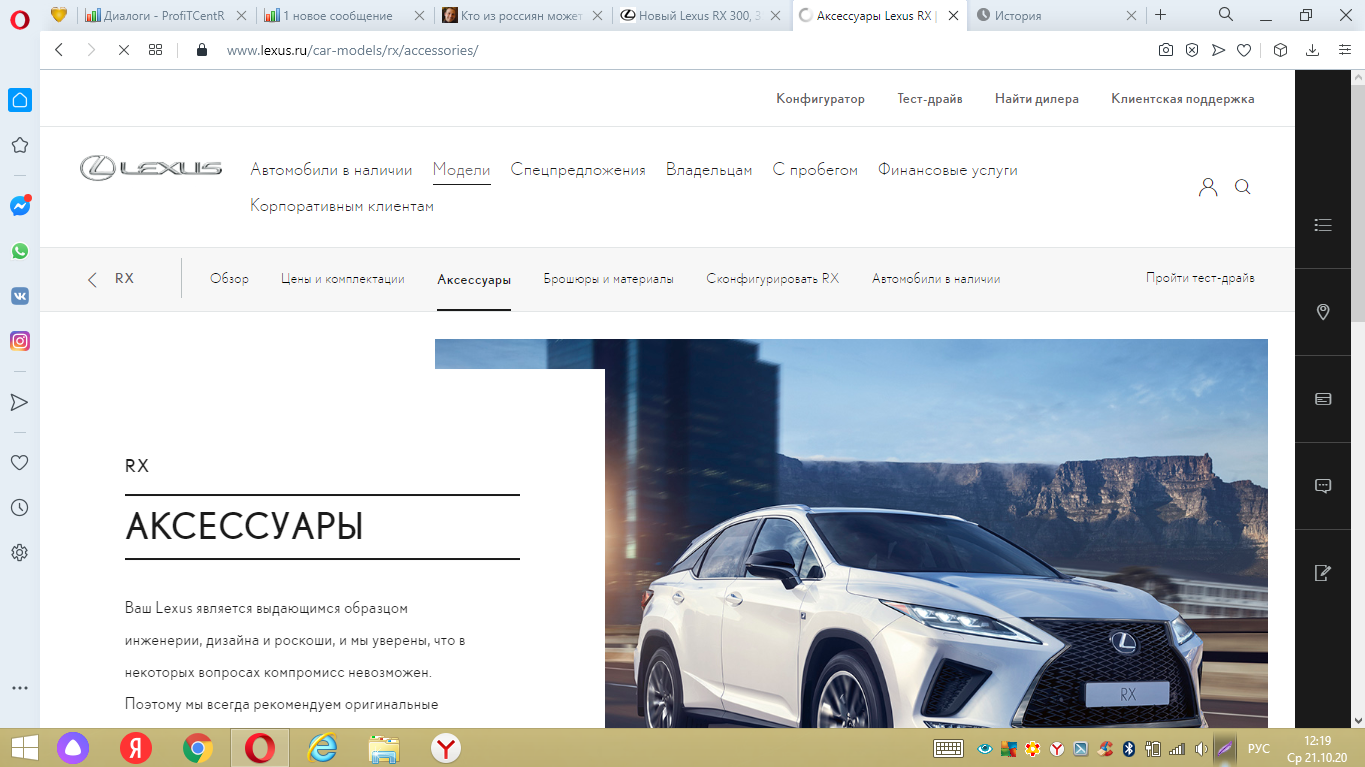 Диалоги - ProfiTCentR
1 новое сообщение
Кто из россиян может
Новый Lexus RX 300, 3
Аксессуары Lexus RX |
История
www.lexus.ru/car-models/rx/accessories/
Конфигуратор Тест-драйв Найти дилера Клиентская поддержка
LEXUS
Автомобили в наличии Модели Спецпредложения Владельцам С пробегом Финансовые услуги
Корпоративным клиентам
RX Обзор Цены и комплектации Аксессуары Брошюры и материалы Сконфигурировать RX Автомобили в наличии Пройти тест-драйв
RX
АКСЕССУАРЫ
Ваш Lexus является выдающимся образцом
инженерии, дизайна и роскоши, и мы уверены, что в
некоторых вопросах компромисс невозможен.
Поэтому мы всегда рекомендуем оригинальные
RX
РУС
12:19
Ср 21.10.20